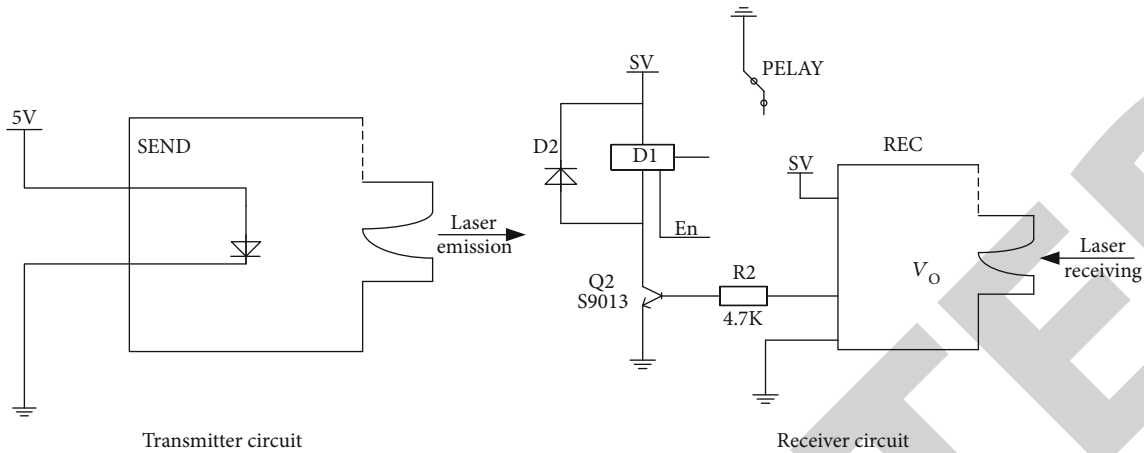 5V
SEND
Laser
emission
Transmitter circuit
SV
PELAY
D2
D1
En
Q2
S9013
R2
4.7K
SV
REC
V_O
Laser
receiving
Receiver circuit